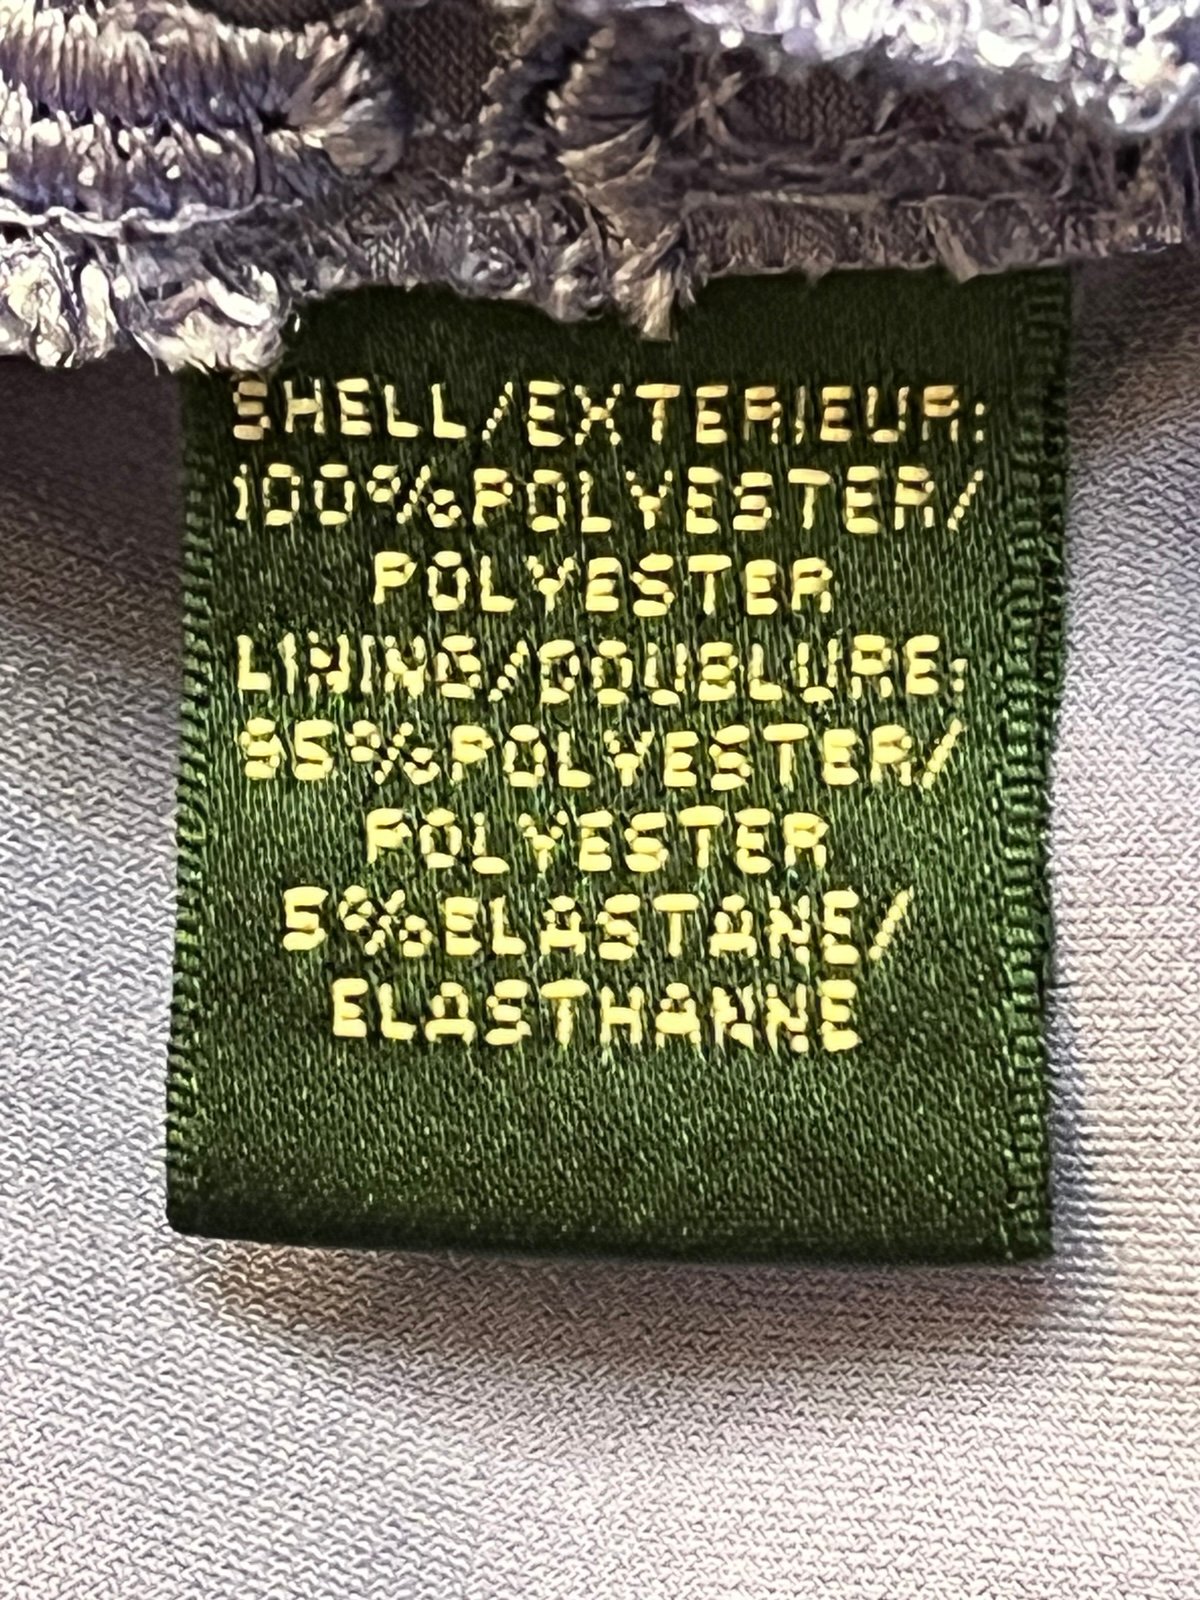 SHELL/EXTERIEUR:
100%POLYESTER/
POLYESTER
LINING/DOUBLURE:
95%POLYESTER/
POLYESTER
5%ELASTANE/
ELASTHANNE